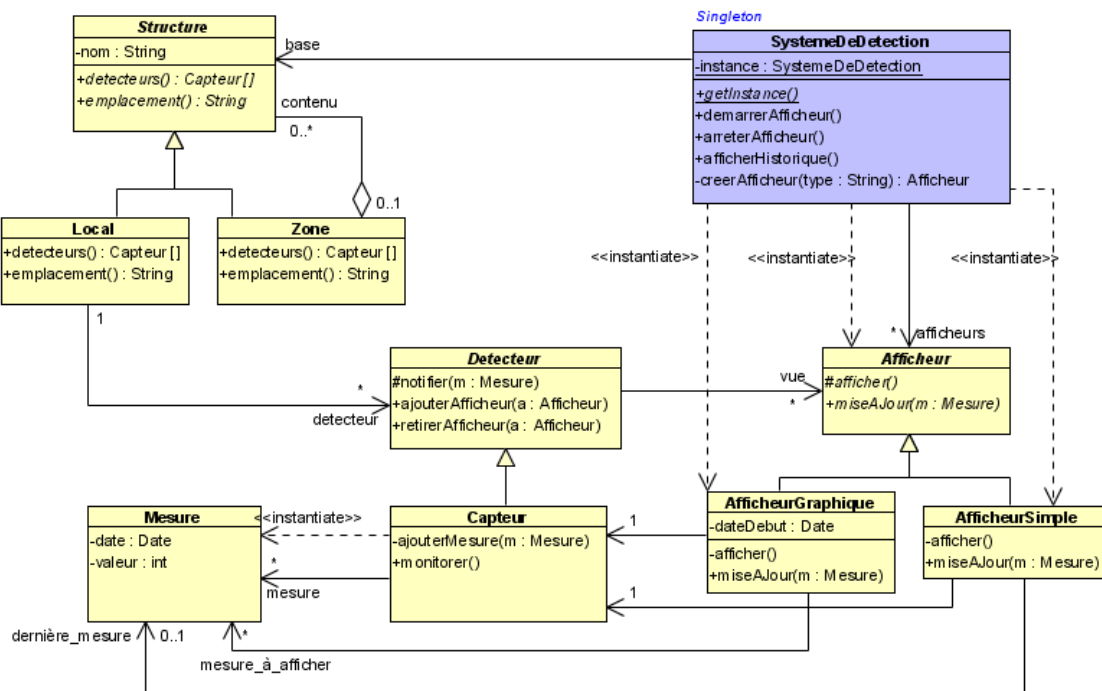 Singleton
Structure
-nom : String
+detecteurs() : Capteur[]
+emplacement() : String
base
contenu
0..*
0..1
SystemeDeDetection
-instance : SystemeDeDetection
+getInstance()
+demarrerAfficheur()
+arreterAfficheur()
+afficherHistorique()
-creerAfficheur(type : String) : Afficheur
Local
+detecteurs() : Capteur[]
+emplacement() : String
Zone
+detecteurs() : Capteur[]
+emplacement() : String
<<instantiate>>
<<instantiate>>
<<instantiate>>
1
*
detecteur
* afficheurs
Detecteur
#notifier(m : Mesure)
+ajouterAfficheur(a : Afficheur)
+retirerAfficheur(a : Afficheur)
vue
*
Afficheur
#afficher()
+miseAJour(m : Mesure)
Mesure
-date : Date
-valeur : int
<<instantiate>>
*
mesure
Capteur
-ajouterMesure(m : Mesure)
+monitorer()
1
1
AfficheurGraphique
-dateDebut : Date
-afficher()
+miseAJour(m : Mesure)
AfficheurSimple
-afficher()
+miseAJour(m : Mesure)
dernière_mesure
0..1
*
mesure_à_afficher